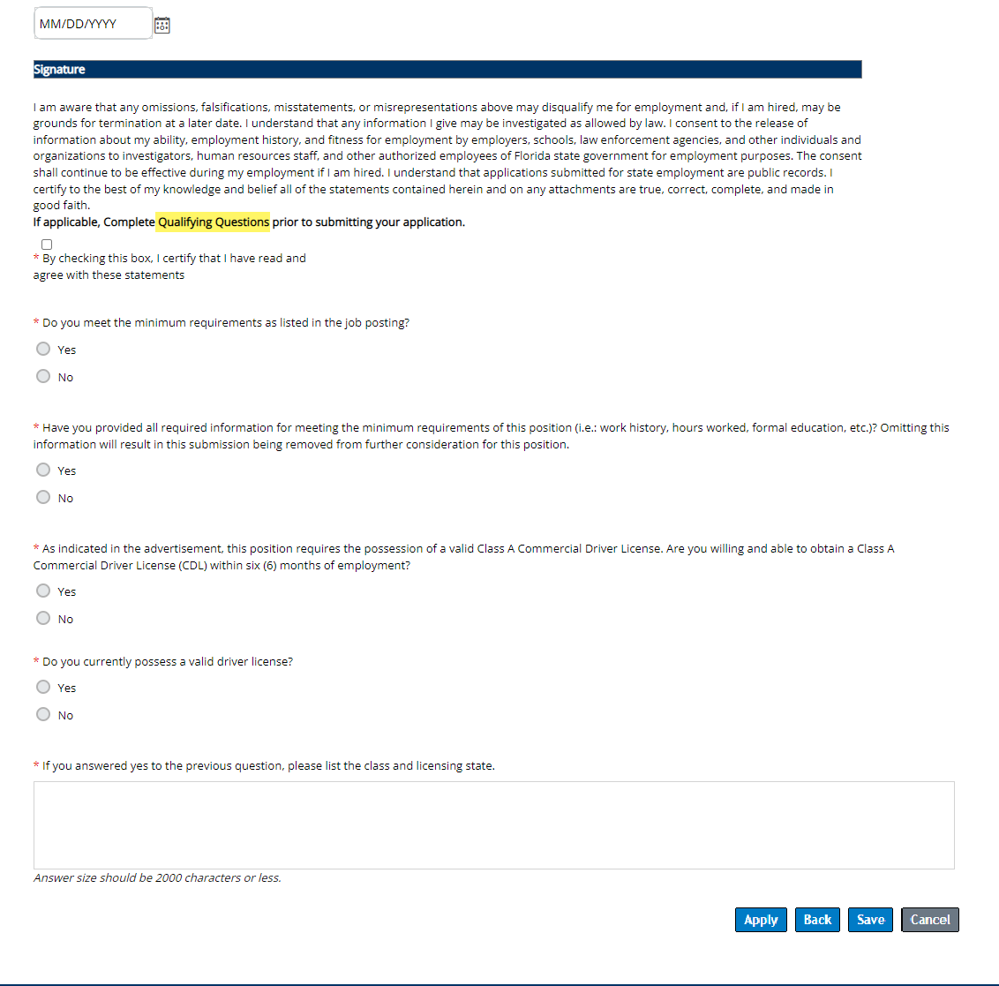 MM/DD/YYYY
Signature
I am aware that any omissions, falsifications, misstatements, or misrepresentations above may disqualify me for employment and, if I am hired, may be
grounds for termination at a later date. I understand that any information I give may be investigated as allowed by law. I consent to the release of
information about my ability, employment history, and fitness for employment by employers, schools, law enforcement agencies, and other individuals and
organizations to investigators, human resources staff, and other authorized employees of Florida state government for employment purposes. The consent
shall continue to be effective during my employment if I am hired. I understand that applications submitted for state employment are public records. I
certify to the best of my knowledge and belief all of the statements contained herein and on any attachments are true, correct, complete, and made in
good faith.
If applicable, Complete Qualifying Questions prior to submitting your application.
* By checking this box, I certify that I have read and
agree with these statements
* Do you meet the minimum requirements as listed in the job posting?
Yes
No
* Have you provided all required information for meeting the minimum requirements of this position (i.e.: work history, hours worked, formal education, etc.)? Omitting this
information will result in this submission being removed from further consideration for this position.
Yes
No
* As indicated in the advertisement, this position requires the possession of a valid Class A Commercial Driver License. Are you willing and able to obtain a Class A
Commercial Driver License (CDL) within six (6) months of employment?
Yes
No
* Do you currently possess a valid driver license?
Yes
No
* If you answered yes to the previous question, please list the class and licensing state.
Answer size should be 2000 characters or less.
Apply Back Save Cancel